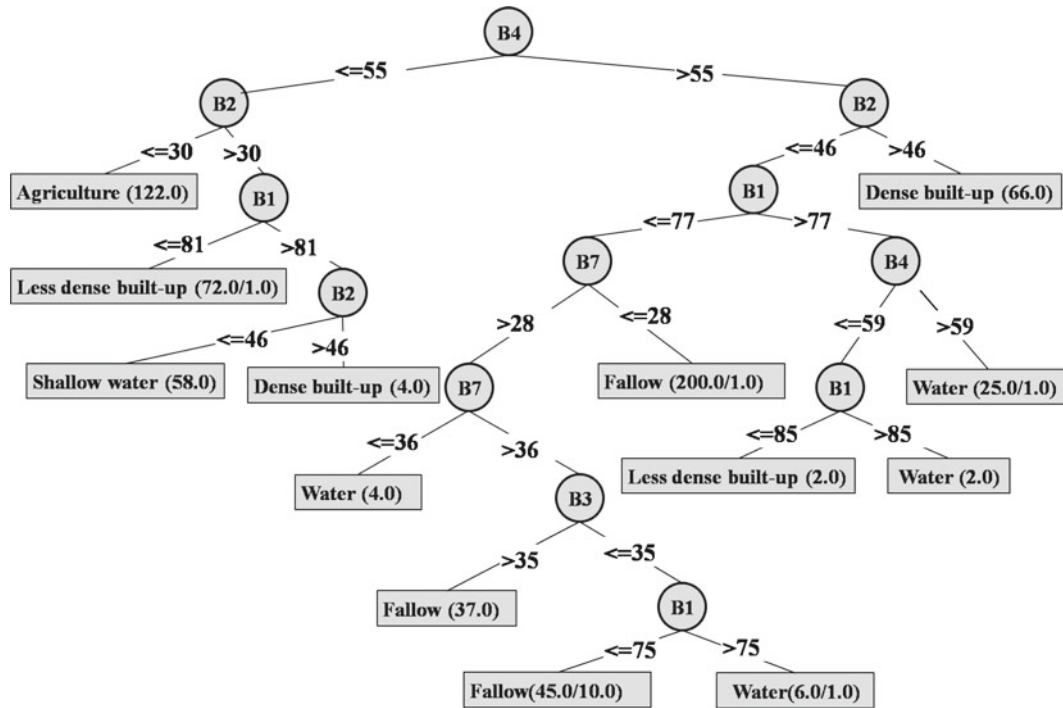 B4
<=55
>55
B2
B2
<=30
>30
<=46
>46
Agriculture (122.0)
B1
B1
Dense built-up (66.0)
<=81
>81
<=77
>77
Less dense built-up (72.0/1.0)
B2
B7
B4
<=46
>46
>28
<=28
<=59
>59
Shallow water (58.0)
Dense built-up (4.0)
B7
Fallow (200.0/1.0)
B1
Water (25.0/1.0)
<=36
>36
<=85
>85
Water (4.0)
B3
Less dense built-up (2.0)
Water (2.0)
>35
<=35
Fallow (37.0)
B1
<=75
>75
Fallow(45.0/10.0)
Water(6.0/1.0)